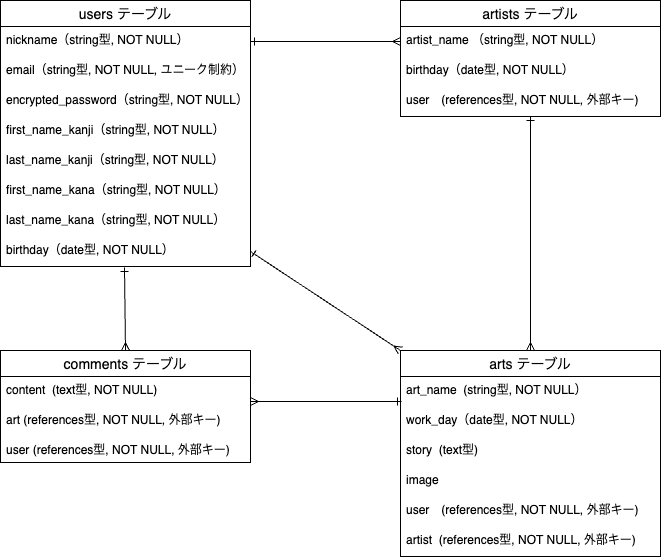 users テーブル
nickname（string型, NOT NULL）
email（string型, NOT NULL, ユニーク制約）
encrypted_password（string型, NOT NULL）
first_name_kanji（string型, NOT NULL）
last_name_kanji（string型, NOT NULL）
first_name_kana（string型, NOT NULL）
last_name_kana（string型, NOT NULL）
birthday（date型, NOT NULL）
artists テーブル
artist_name （string型, NOT NULL）
birthday（date型, NOT NULL）
user （references型, NOT NULL, 外部キー）
comments テーブル
content（text型, NOT NULL）
art (references型, NOT NULL, 外部キー）
user (references型, NOT NULL, 外部キー）
arts テーブル
art_name（string型, NOT NULL）
work_day（date型, NOT NULL）
story（text型）
image
user （references型, NOT NULL, 外部キー）
artist（references型, NOT NULL, 外部キー）